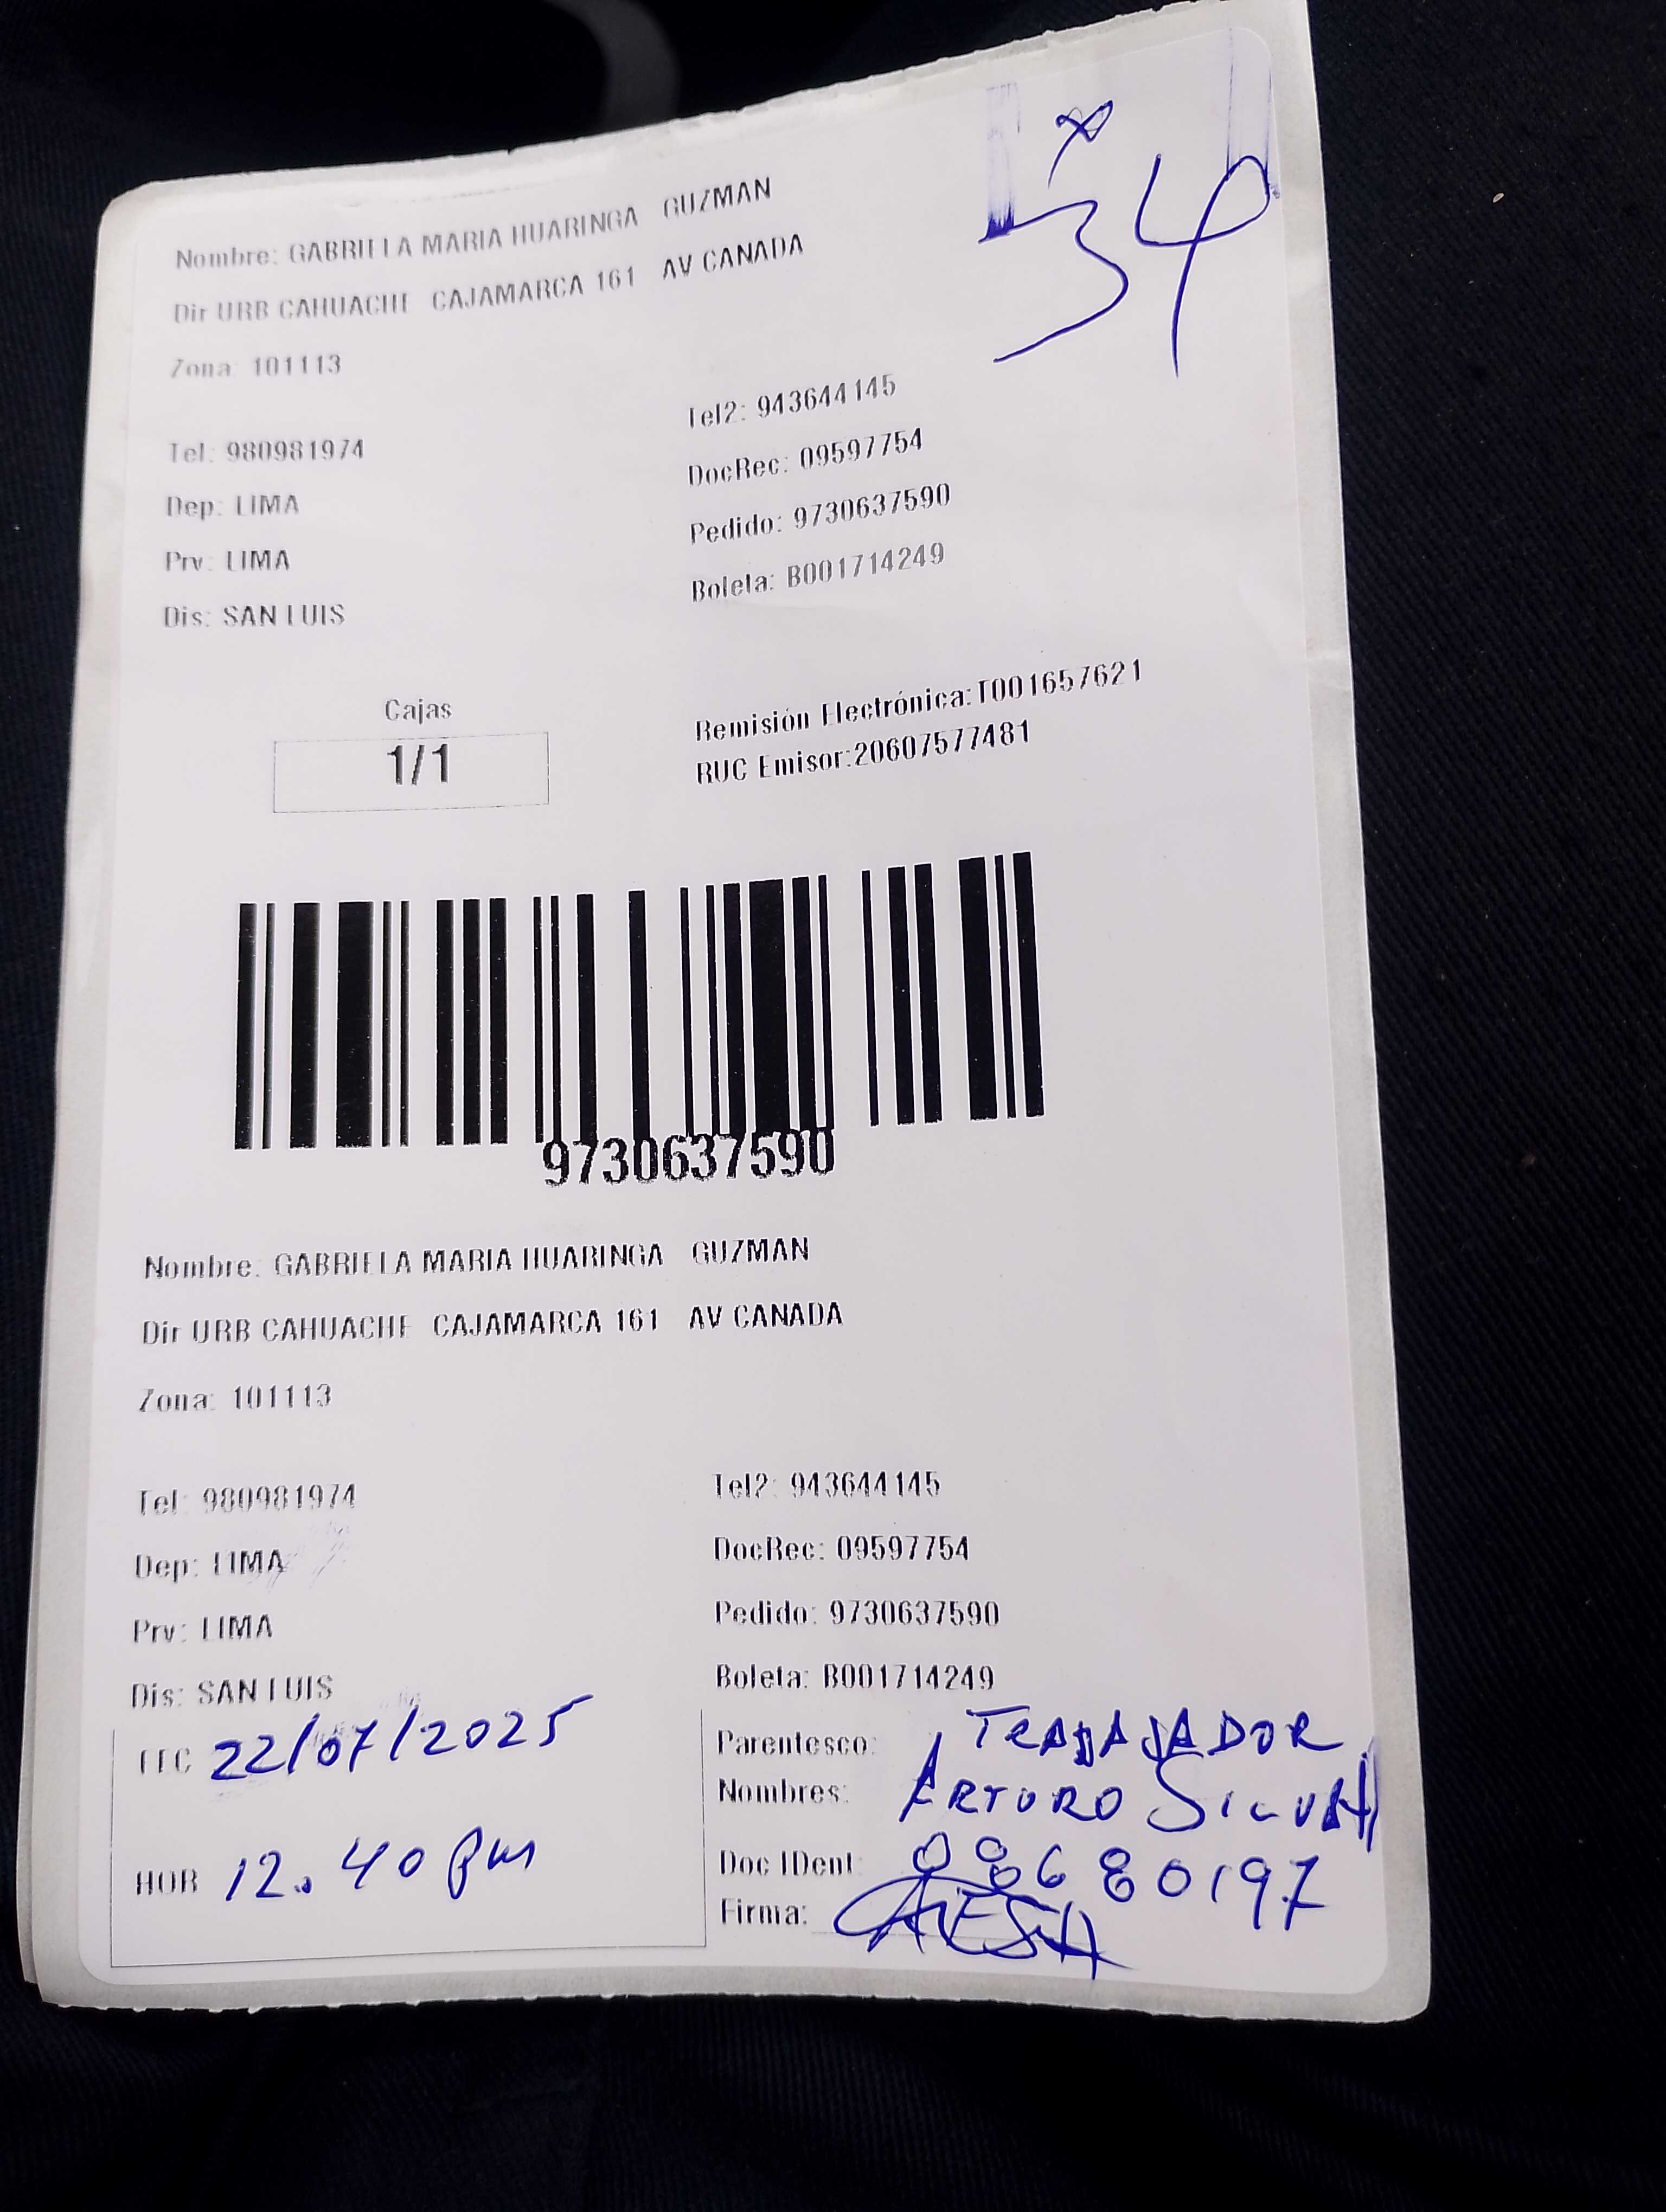 34
Nombre: GABRIELA MARIA HUARINGA GUZMAN
Dir URB CAHUACHE CAJAMARCA 161 AV CANADA
Zona: 101113
Tel: 980981974
Tel2: 943644145
Dep: LIMA
DocRec: 09597754
Prv: LIMA
Pedido: 9730637590
Dis: SAN LUIS
Boleta: B001714249
Cajas
1/1
Remisión Electrónica:T001657621
RUC Emisor:20607577481
9730637590
Nombre: GABRIELA MARIA HUARINGA GUZMAN
Dir URB CAHUACHE CAJAMARCA 161 AV CANADA
Zona: 101113
Tel: 980981974
Tel2: 943644145
Dep: LIMA
DocRec: 09597754
Prv: LIMA
Pedido: 9730637590
Dis: SAN LUIS
Boleta: B001714249
FEC 22/07/2025
HOR 12.40 pm
Parentesco: TRABAJADOR
Nombres: ARTURO SILVA
Doc IDent:
Firma: